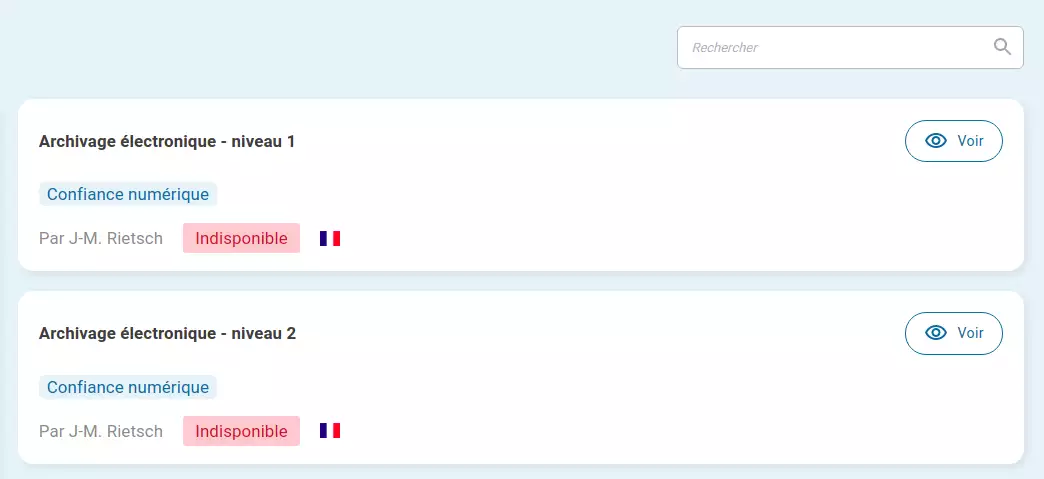 Rechercher
Archivage électronique - niveau 1
Voir
Confiance numérique
Par J-M. Rietsch Indisponible
Archivage électronique - niveau 2
Voir
Confiance numérique
Par J-M. Rietsch Indisponible